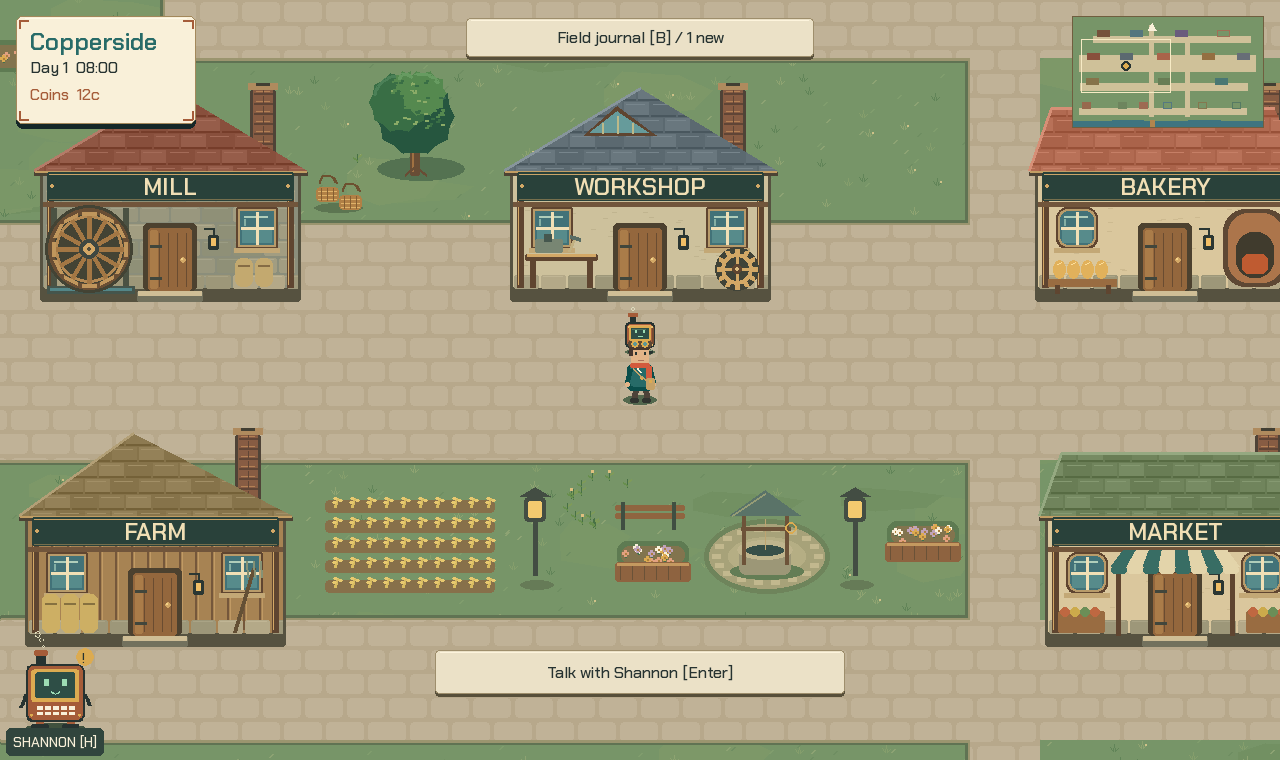 Copperside
Day 1 08:00
Coins 12c
Field journal [B] / 1 new
MILL
WORKSHOP
BAKERY
FARM
MARKET
!
Talk with Shannon [Enter]
SHANNON [H]